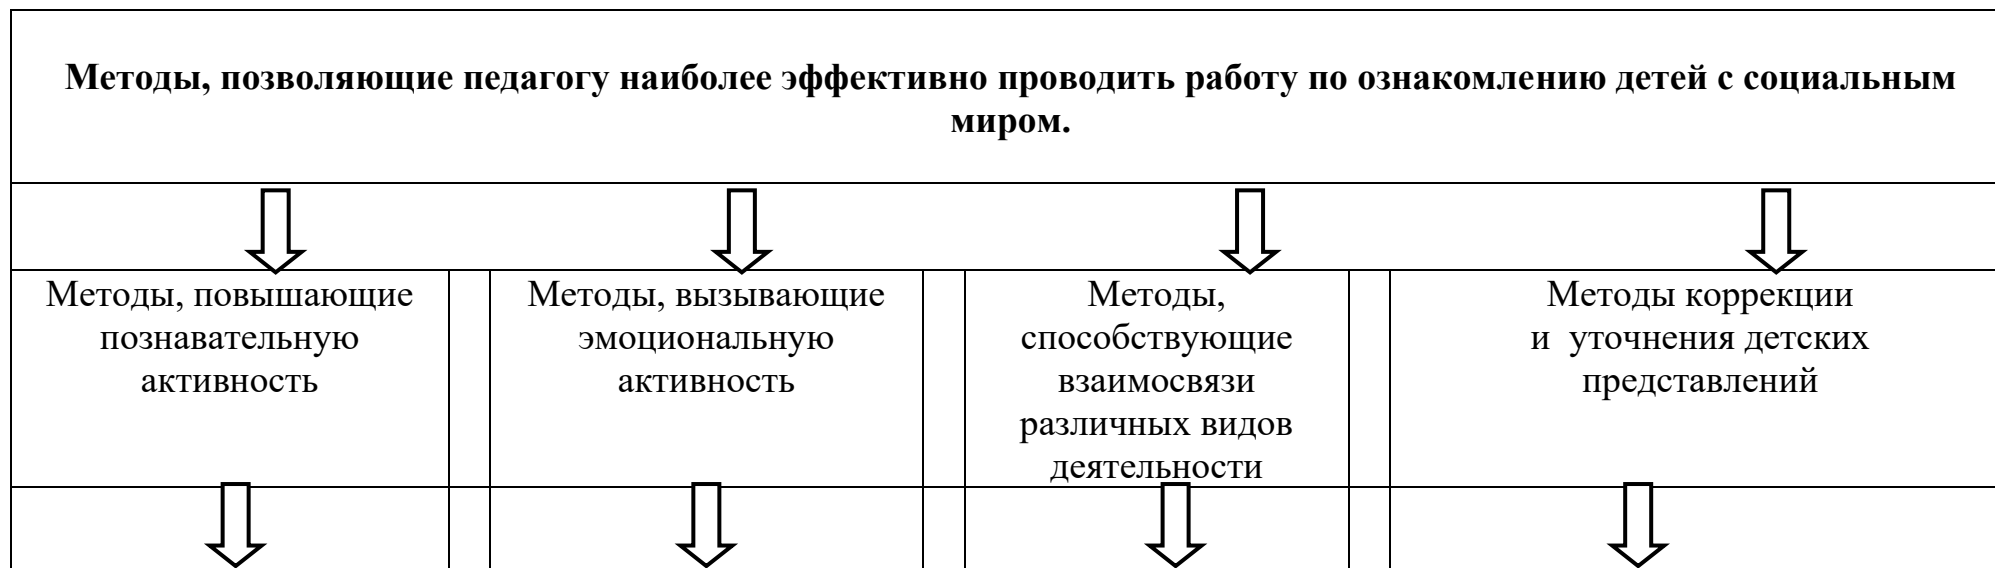 Методы, позволяющие педагогу наиболее эффективно проводить работу по ознакомлению детей с социальным
миром.
Методы, повышающие
познавательную
активность
Методы, вызывающие
эмоциональную
активность
Методы,
способствующие
взаимосвязи
различных видов
деятельности
Методы коррекции
и  уточнения детских
представлений